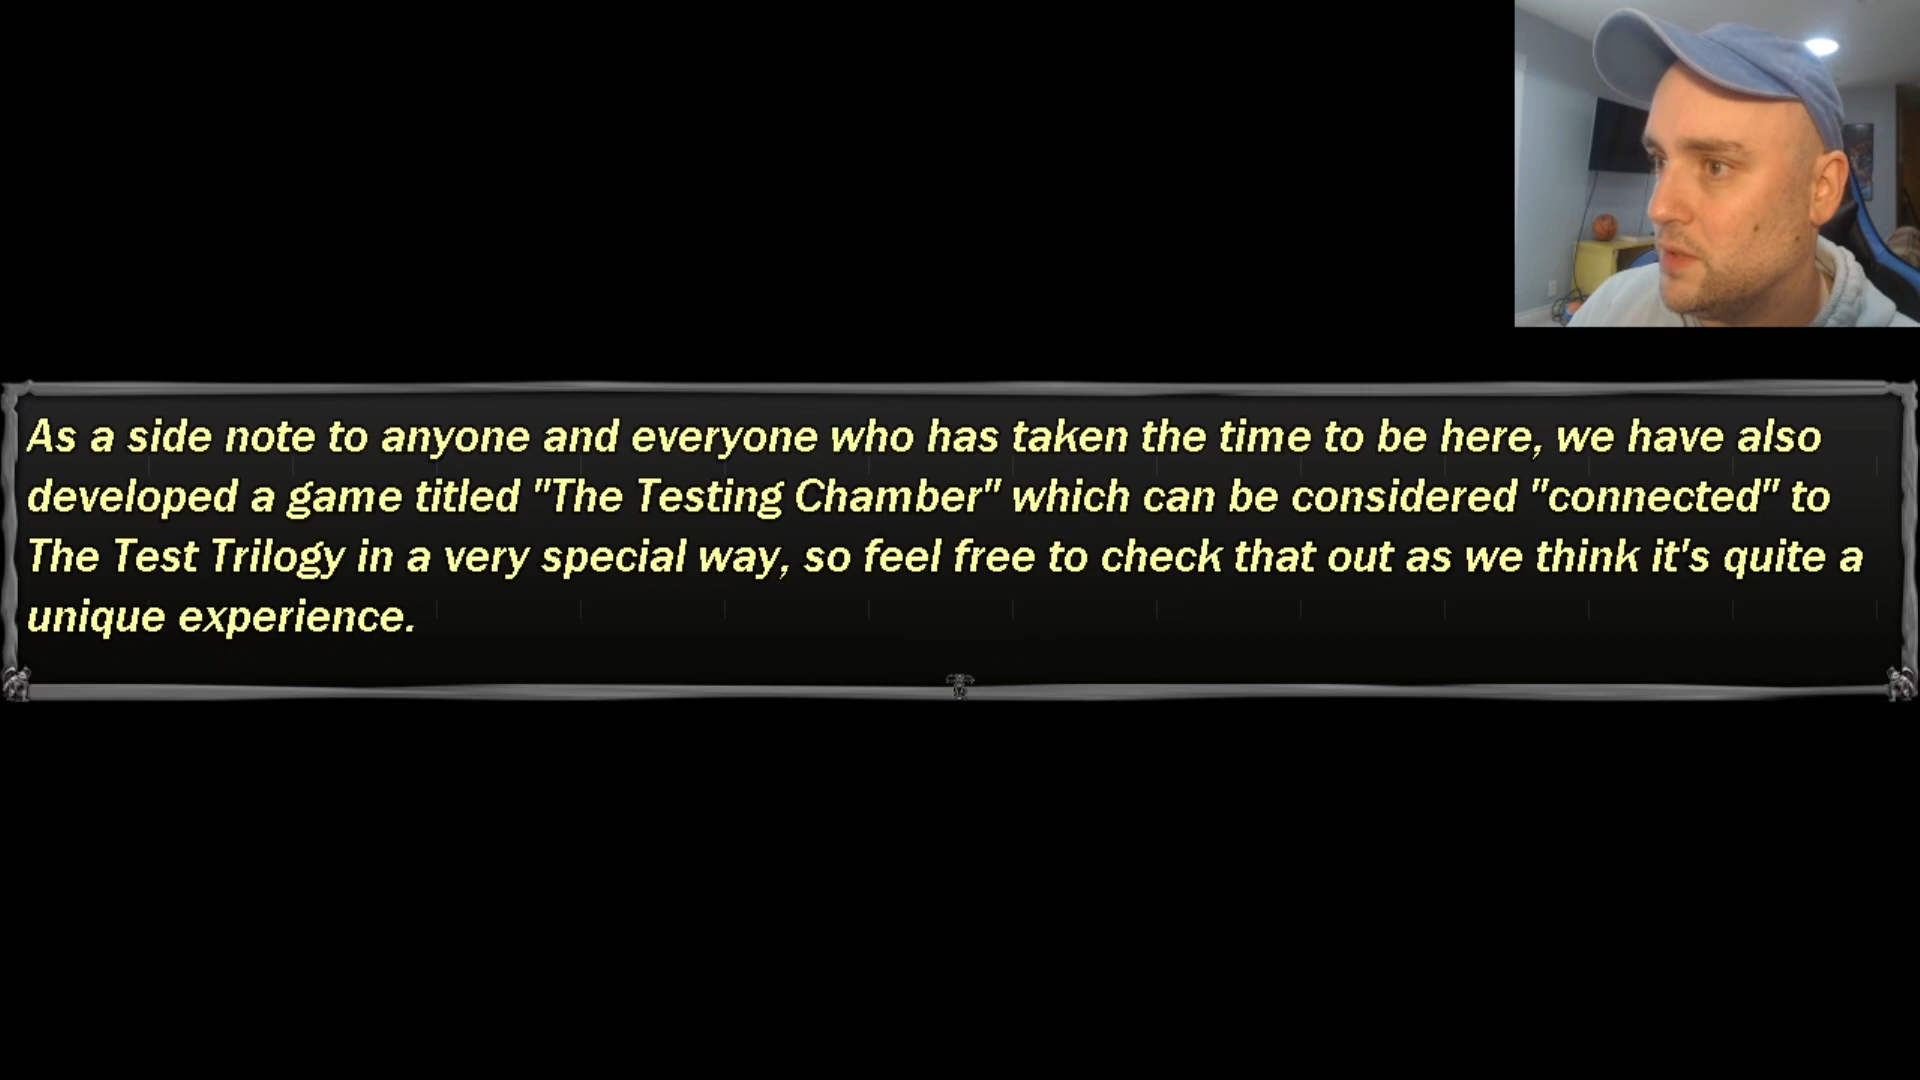 As a side note to anyone and everyone who has taken the time to be here, we have also
developed a game titled "The Testing Chamber" which can be considered "connected" to
The Test Trilogy in a very special way, so feel free to check that out as we think it's quite a
unique experience.